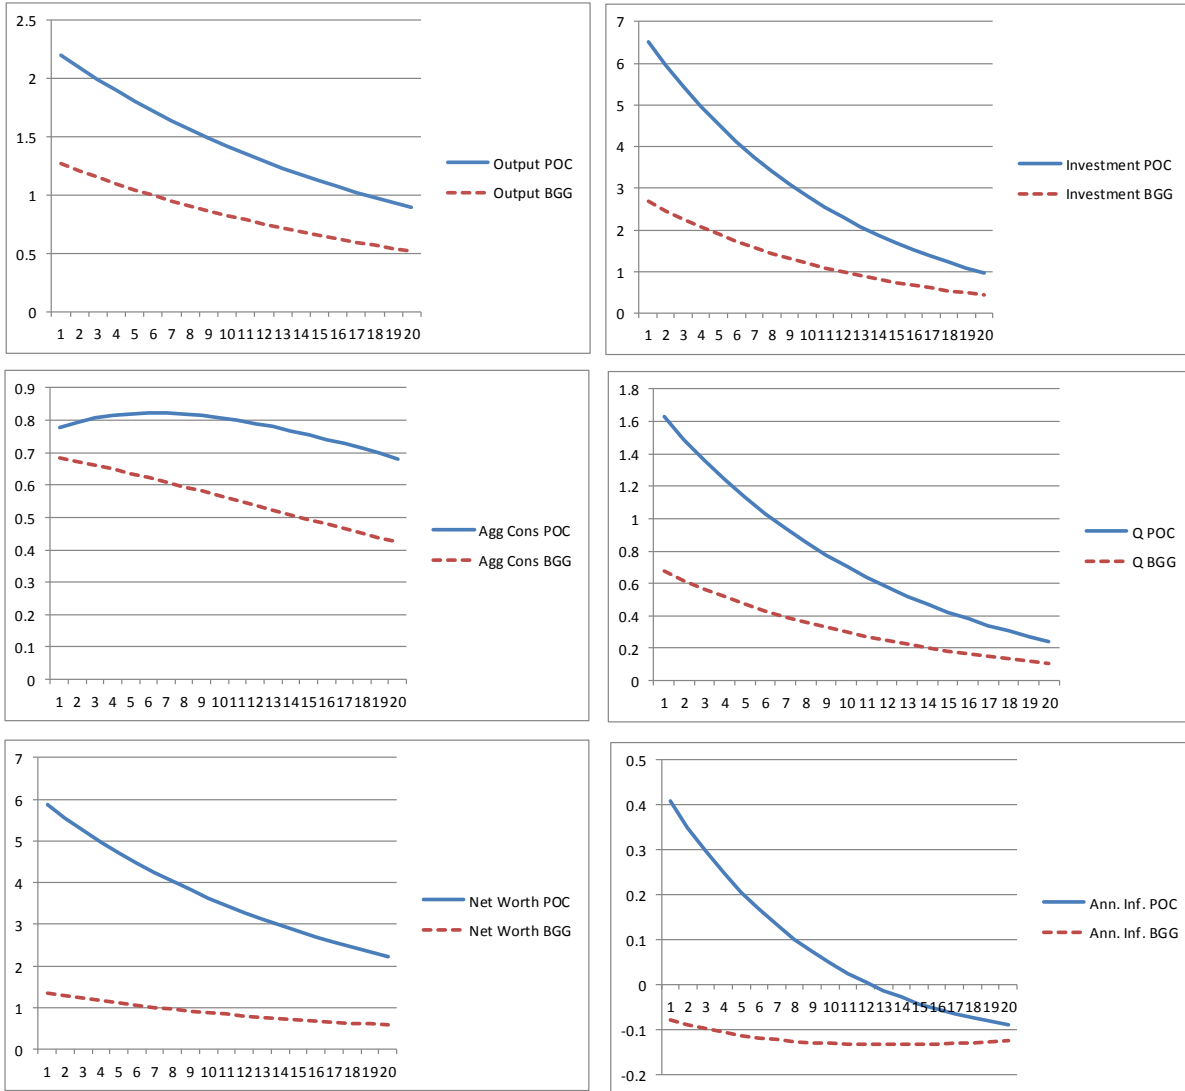 2.5
2
1.5
1
0.5
0
1 2 3 4 5 6 7 8 9 10 11 12 13 14 15 16 17 18 19 20
Output POC
Output BGG
7
6
5
4
3
2
1
0
1 2 3 4 5 6 7 8 9 10 11 12 13 14 15 16 17 18 19 20
Investment POC
Investment BGG
0.9
0.8
0.7
0.6
0.5
0.4
0.3
0.2
0.1
0
1 2 3 4 5 6 7 8 9 10 11 12 13 14 15 16 17 18 19 20
Agg Cons POC
Agg Cons BGG
1.8
1.6
1.4
1.2
1
0.8
0.6
0.4
0.2
0
1 2 3 4 5 6 7 8 9 10 11 12 13 14 15 16 17 18 19 20
Q POC
Q BGG
7
6
5
4
3
2
1
0
1 2 3 4 5 6 7 8 9 10 11 12 13 14 15 16 17 18 19 20
Net Worth POC
Net Worth BGG
0.5
0.4
0.3
0.2
0.1
0
-0.1
-0.2
1 2 3 4 5 6 7 8 9 10 11 12 13 14 15 16 17 18 19 20
Ann. Inf. POC
Ann. Inf. BGG